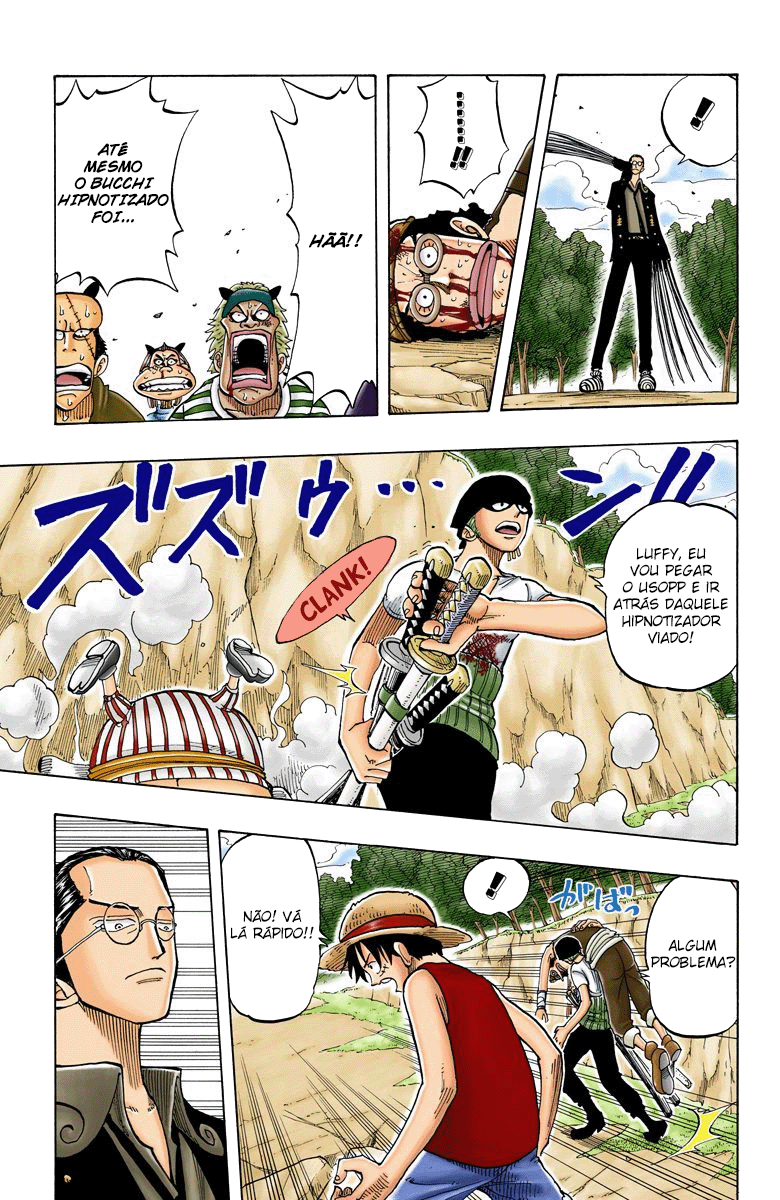 !
!!
HÃÃ!!
ATÉ
MESMO
O BUCCHI
HIPNOTIZADO
FOI...
ズズゥ...ン!!
LUFFY, EU
VOU PEGAR
O USOPP E IR
ATRÁS DAQUELE
HIPNOTIZADOR
VIADO!
CLANK!
ALGUM
PROBLEMA?
がばっ
!
NÃO! VÁ
LÁ RÁPIDO!!